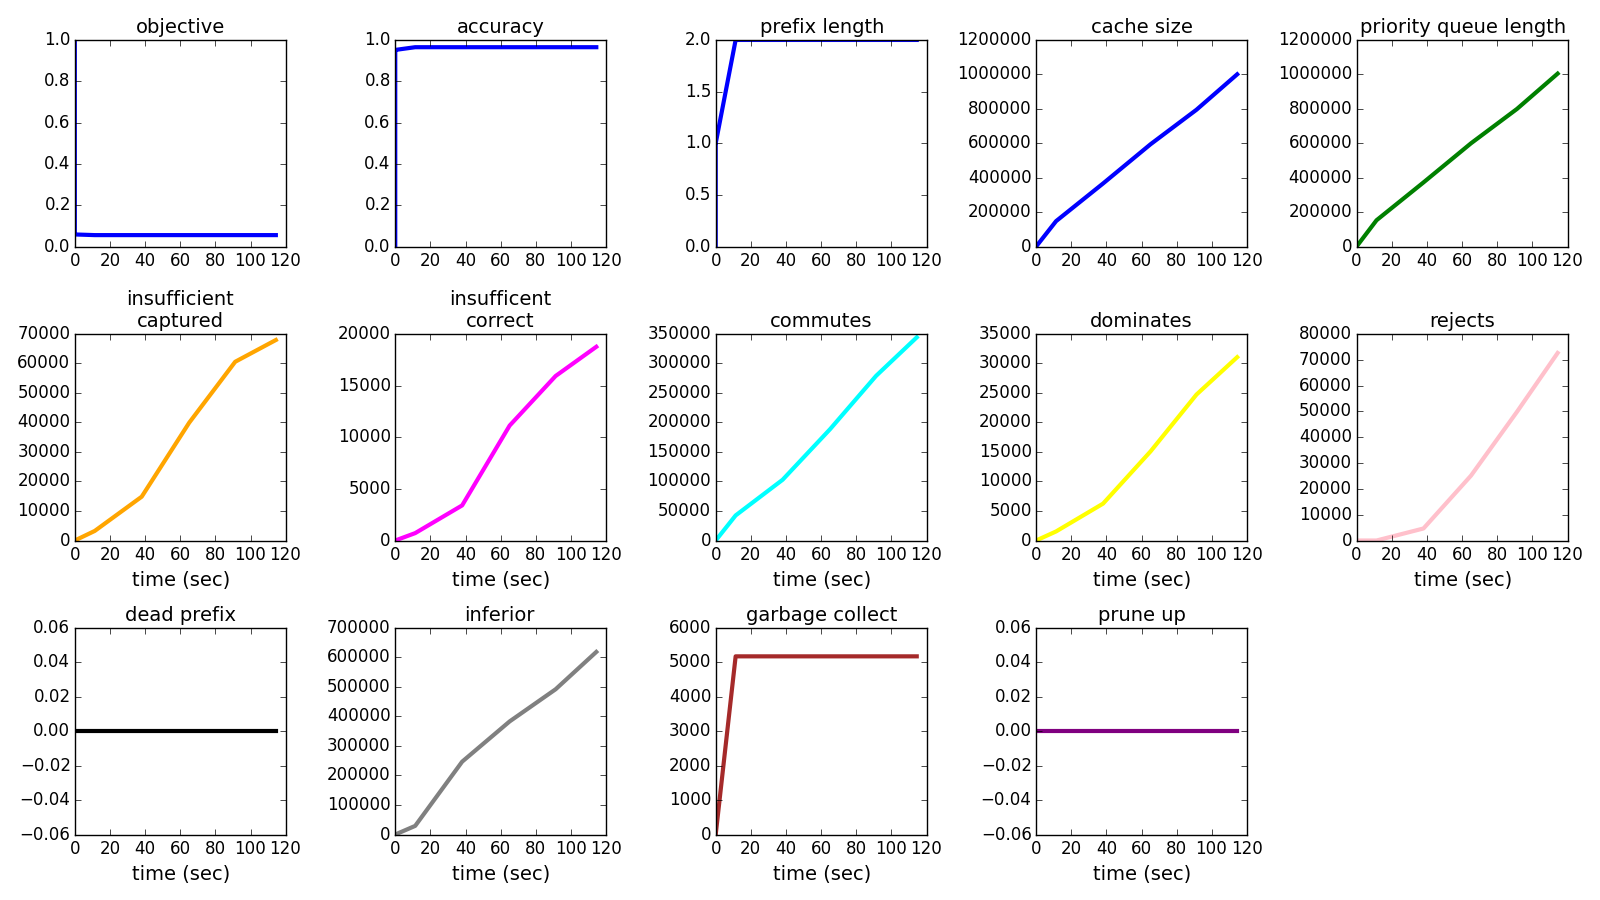 objective
1.0
0.8
0.6
0.4
0.2
0.0
0 20 40 60 80 100 120
accuracy
1.0
0.8
0.6
0.4
0.2
0.0
0 20 40 60 80 100 120
prefix length
2.0
1.5
1.0
0.5
0.0
0 20 40 60 80 100 120
cache size
1200000
1000000
800000
600000
400000
200000
0
0 20 40 60 80 100 120
priority queue length
1200000
1000000
800000
600000
400000
200000
0
0 20 40 60 80 100 120
insufficient
captured
70000
60000
50000
40000
30000
20000
10000
0
0 20 40 60 80 100 120
time (sec)
insufficent
correct
20000
15000
10000
5000
0
0 20 40 60 80 100 120
time (sec)
commutes
350000
300000
250000
200000
150000
100000
50000
0
0 20 40 60 80 100 120
time (sec)
dominates
35000
30000
25000
20000
15000
10000
5000
0
0 20 40 60 80 100 120
time (sec)
rejects
80000
70000
60000
50000
40000
30000
20000
10000
0
0 20 40 60 80 100 120
time (sec)
dead prefix
0.06
0.04
0.02
0.00
−0.02
−0.04
−0.06
0 20 40 60 80 100 120
time (sec)
inferior
700000
600000
500000
400000
300000
200000
100000
0
0 20 40 60 80 100 120
time (sec)
garbage collect
6000
5000
4000
3000
2000
1000
0
0 20 40 60 80 100 120
time (sec)
prune up
0.06
0.04
0.02
0.00
−0.02
−0.04
−0.06
0 20 40 60 80 100 120
time (sec)